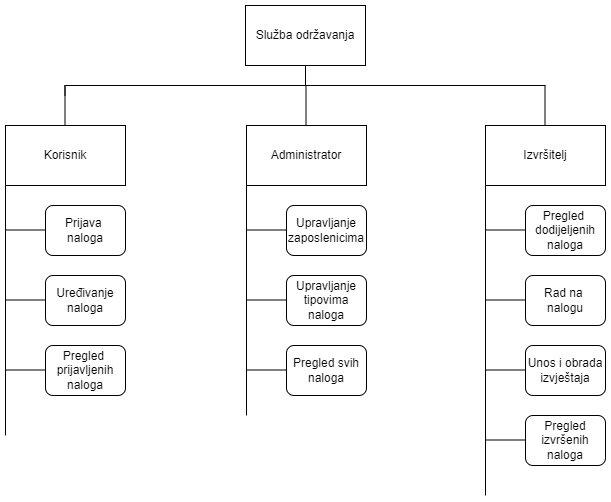 Služba održavanja
Korisnik
Prijava
naloga
Uređivanje
naloga
Pregled
prijavljenih
naloga
Administrator
Upravljanje
zaposlenicima
Upravljanje
tipovima
naloga
Pregled svih
naloga
Izvršitelj
Pregled
dodijeljenih
naloga
Rad na
nalogu
Unos i obrada
izvještaja
Pregled
izvršenih
naloga